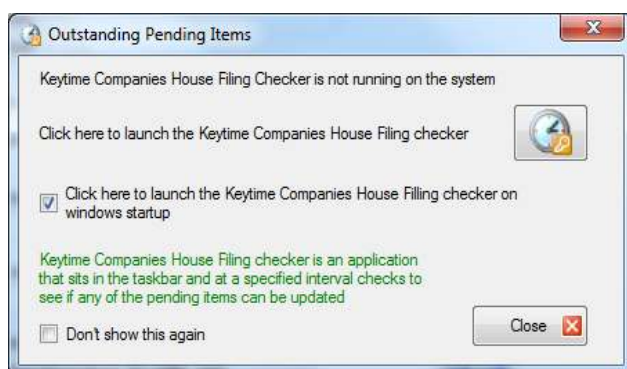 Outstanding Pending Items
Keytime Companies House Filing Checker is not running on the system
Click here to launch the Keytime Companies House Filing checker
Click here to launch the Keytime Companies House Filling checker on
windows startup
Keytime Companies House Filing checker is an application
that sits in the taskbar and at a specified interval checks to
see if any of the pending items can be updated
Don't show this again
Close